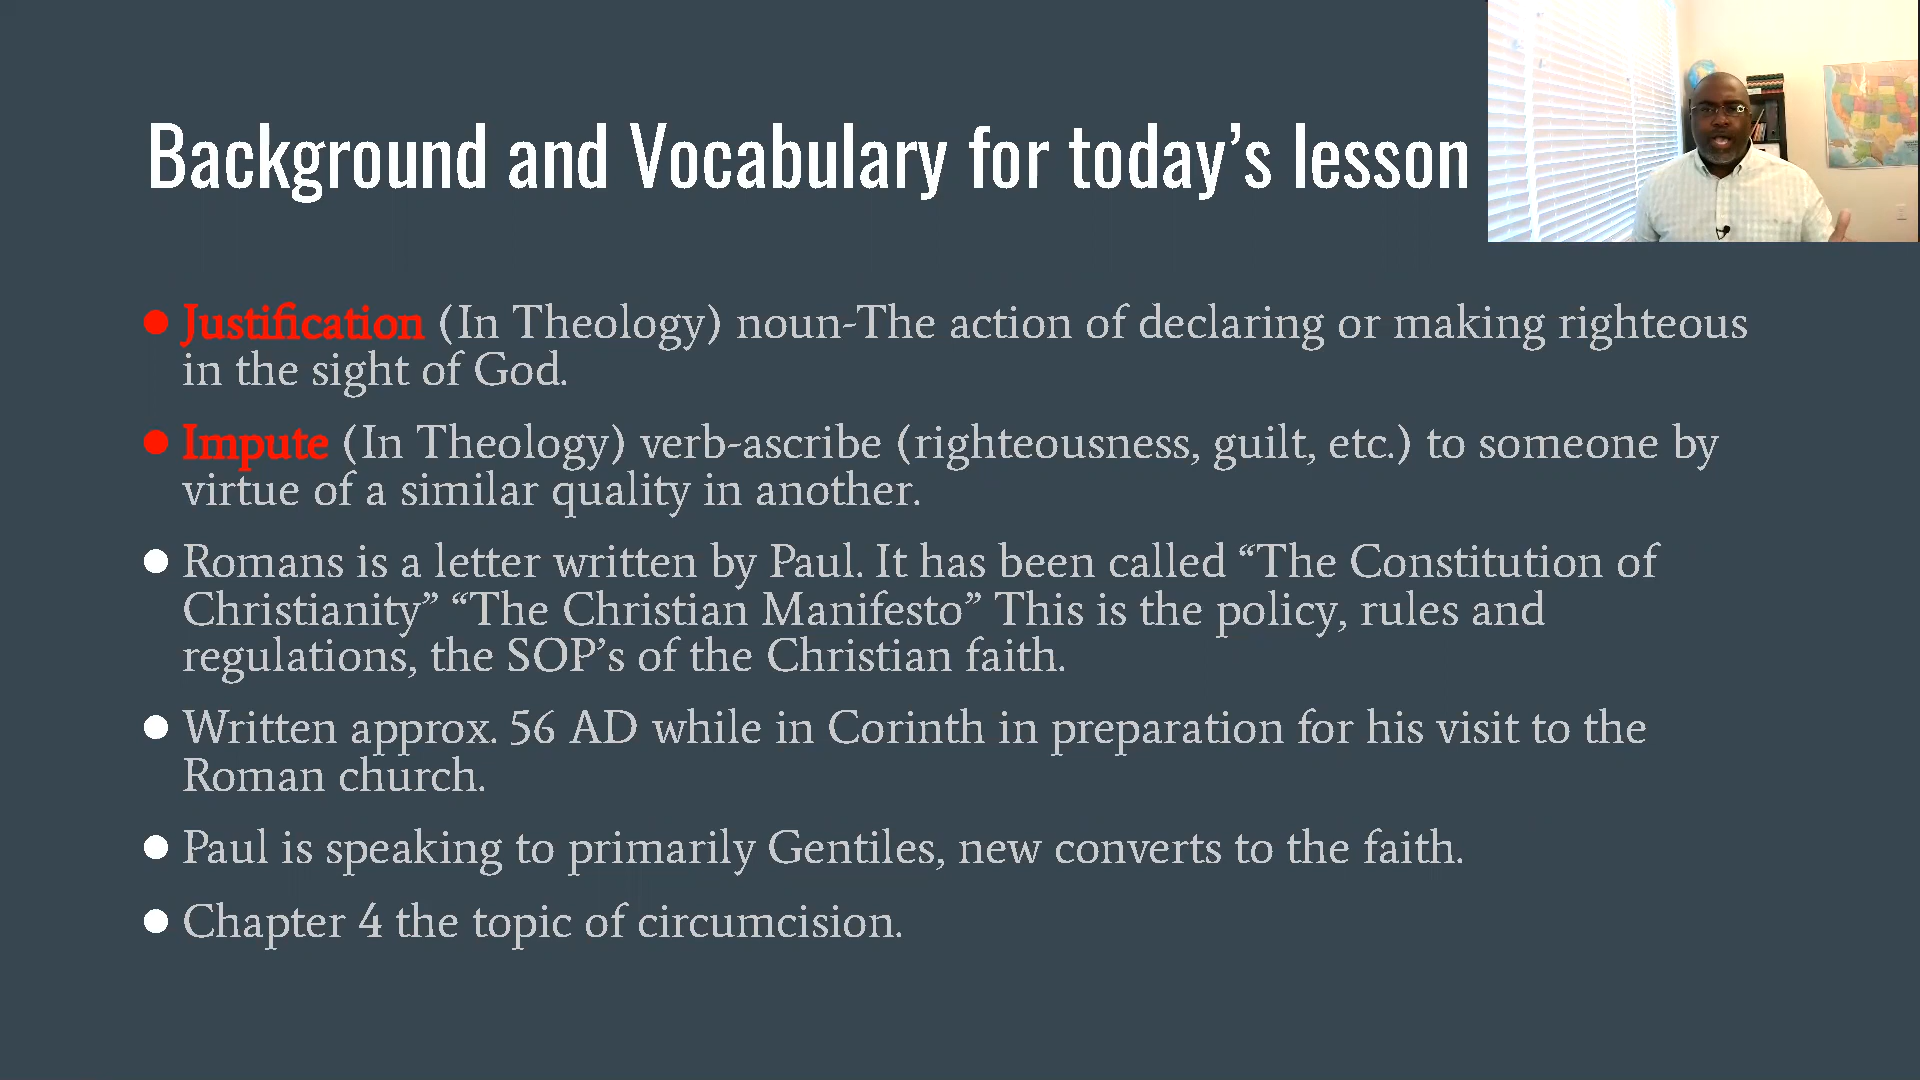 Background and Vocabulary for today’s lesson
● Justification (In Theology) noun-The action of declaring or making righteous
in the sight of God.
● Impute (In Theology) verb-ascribe (righteousness, guilt, etc.) to someone by
virtue of a similar quality in another.
● Romans is a letter written by Paul. It has been called “The Constitution of
Christianity” “The Christian Manifesto” This is the policy, rules and
regulations, the SOP’s of the Christian faith.
● Written approx. 56 AD while in Corinth in preparation for his visit to the
Roman church.
● Paul is speaking to primarily Gentiles, new converts to the faith.
● Chapter 4 the topic of circumcision.